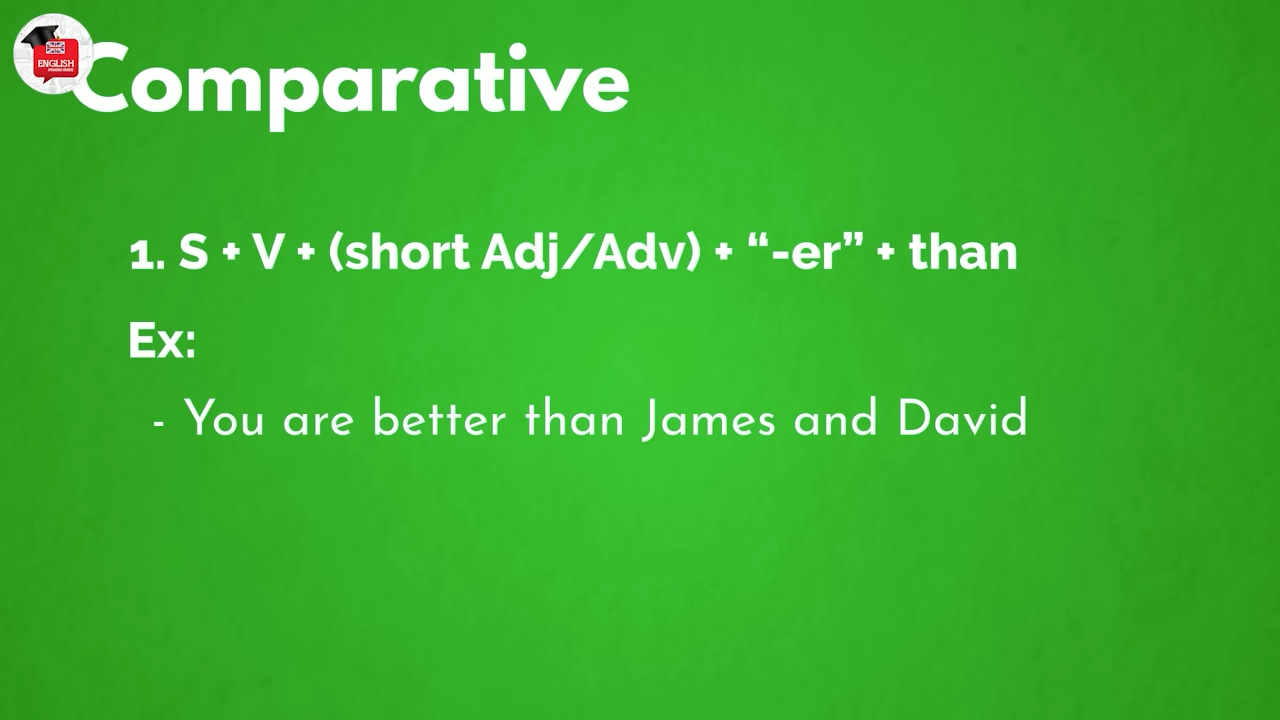 ENGLISH
Comparative
1. S + V + (short Adj/Adv) + “-er” + than
Ex:
- You are better than James and David